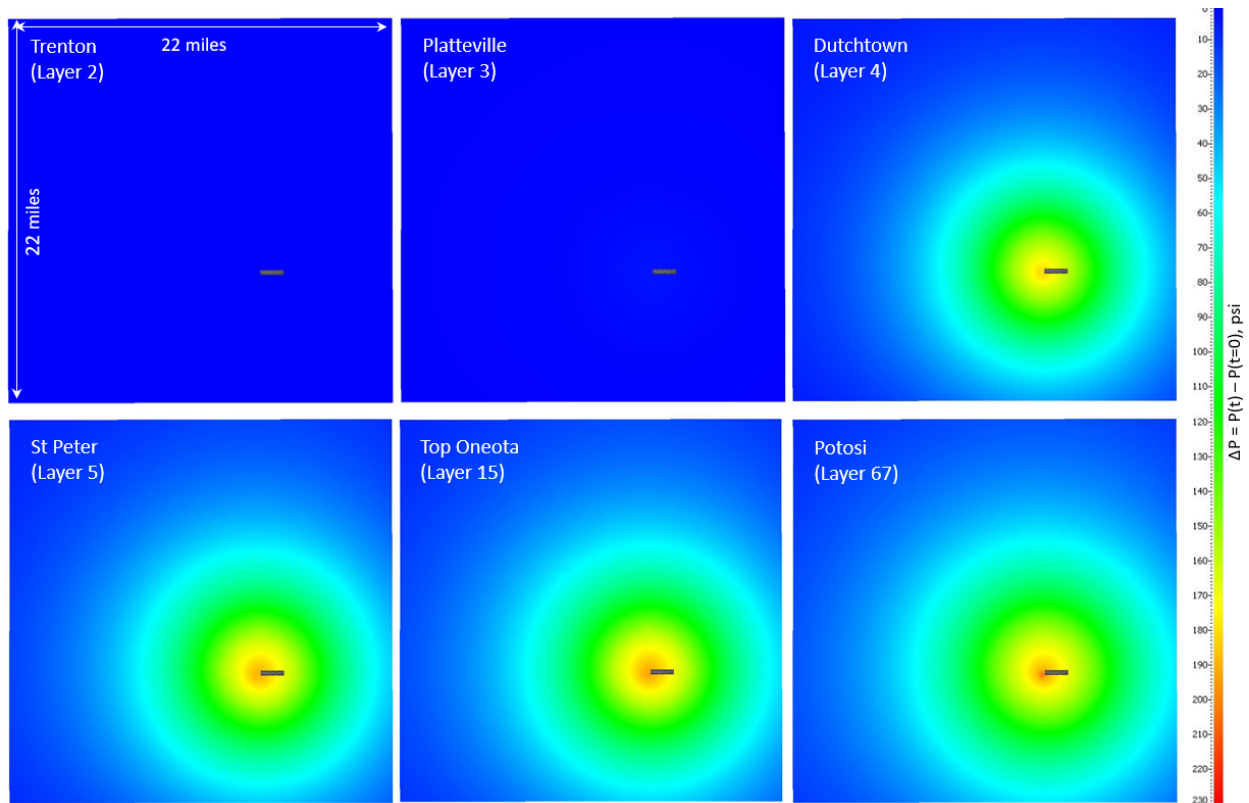 Trenton
(Layer 2)
22 miles
22 miles
Platteville
(Layer 3)
Dutchtown
(Layer 4)
St Peter
(Layer 5)
Top Oneota
(Layer 15)
Potosi
(Layer 67)
0
10
20
30
40
50
60
70
80
90
100
110
120
130
140
150
160
170
180
190
200
210
220
230
ΔP = P(t) – P(t=0), psi